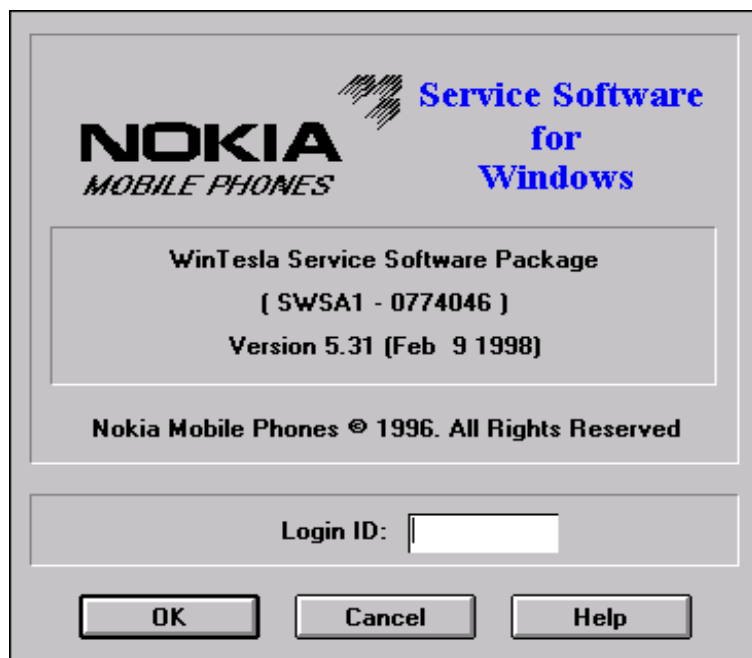 NOKIA
MOBILE PHONES
Service Software
for
Windows
WinTesla Service Software Package
( SWSA1 - 0774046 )
Version 5.31 (Feb  9 1998)
Nokia Mobile Phones © 1996. All Rights Reserved
Login ID:
OK Cancel Help